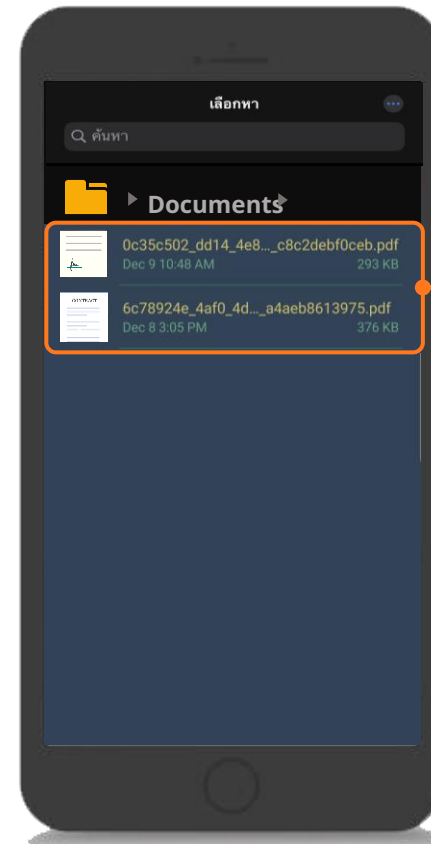 เลือกหา
ค้นหา
Documents
0c35c502_dd14_4e8..._c8c2debf0ceb.pdf
Dec 9 10:48 AM 293 KB
CONTRACT
6c78924e_4af0_4d..._a4aeb8613975.pdf
Dec 8 3:05 PM 376 KB